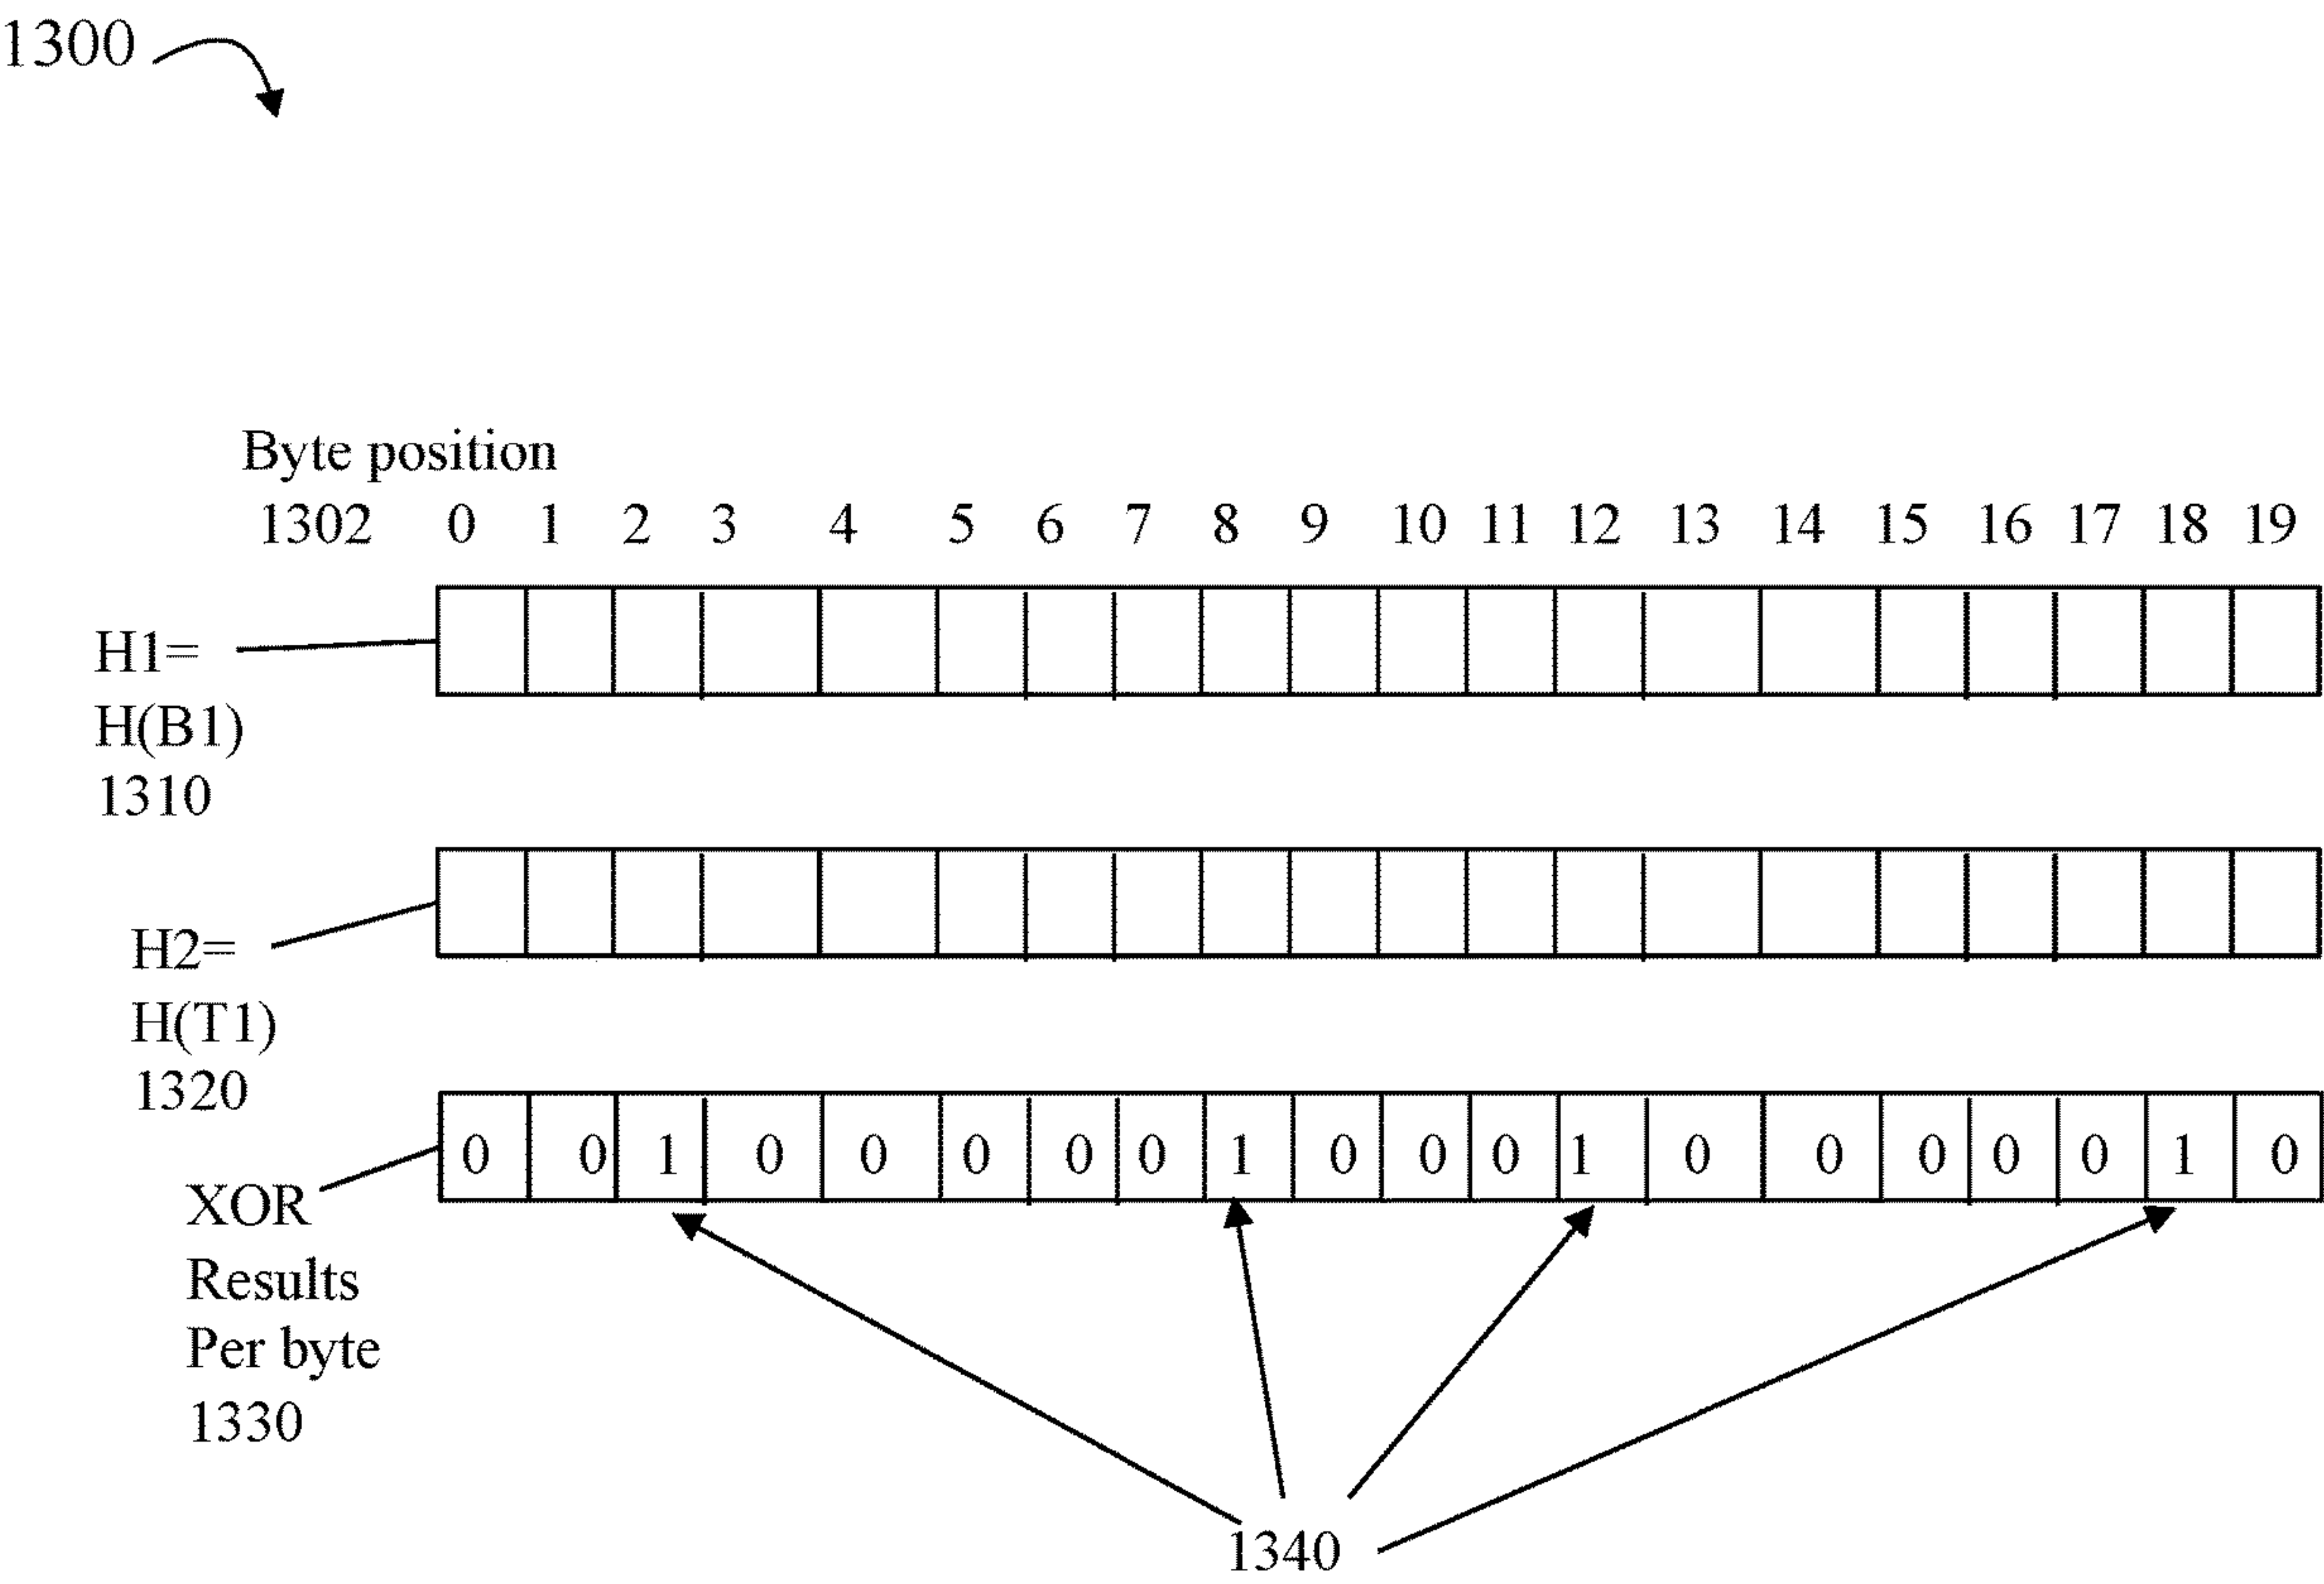 1300
Byte position
1302 0 1 2 3 4 5 6 7 8 9 10 11 12 13 14 15 16 17 18 19
H1=
H(B1)
1310
H2=
H(T1)
1320
0 0 1 0 0 0 0 0 1 0 0 0 1 0 0 0 0 0 1 0
XOR
Results
Per byte
1330
1340